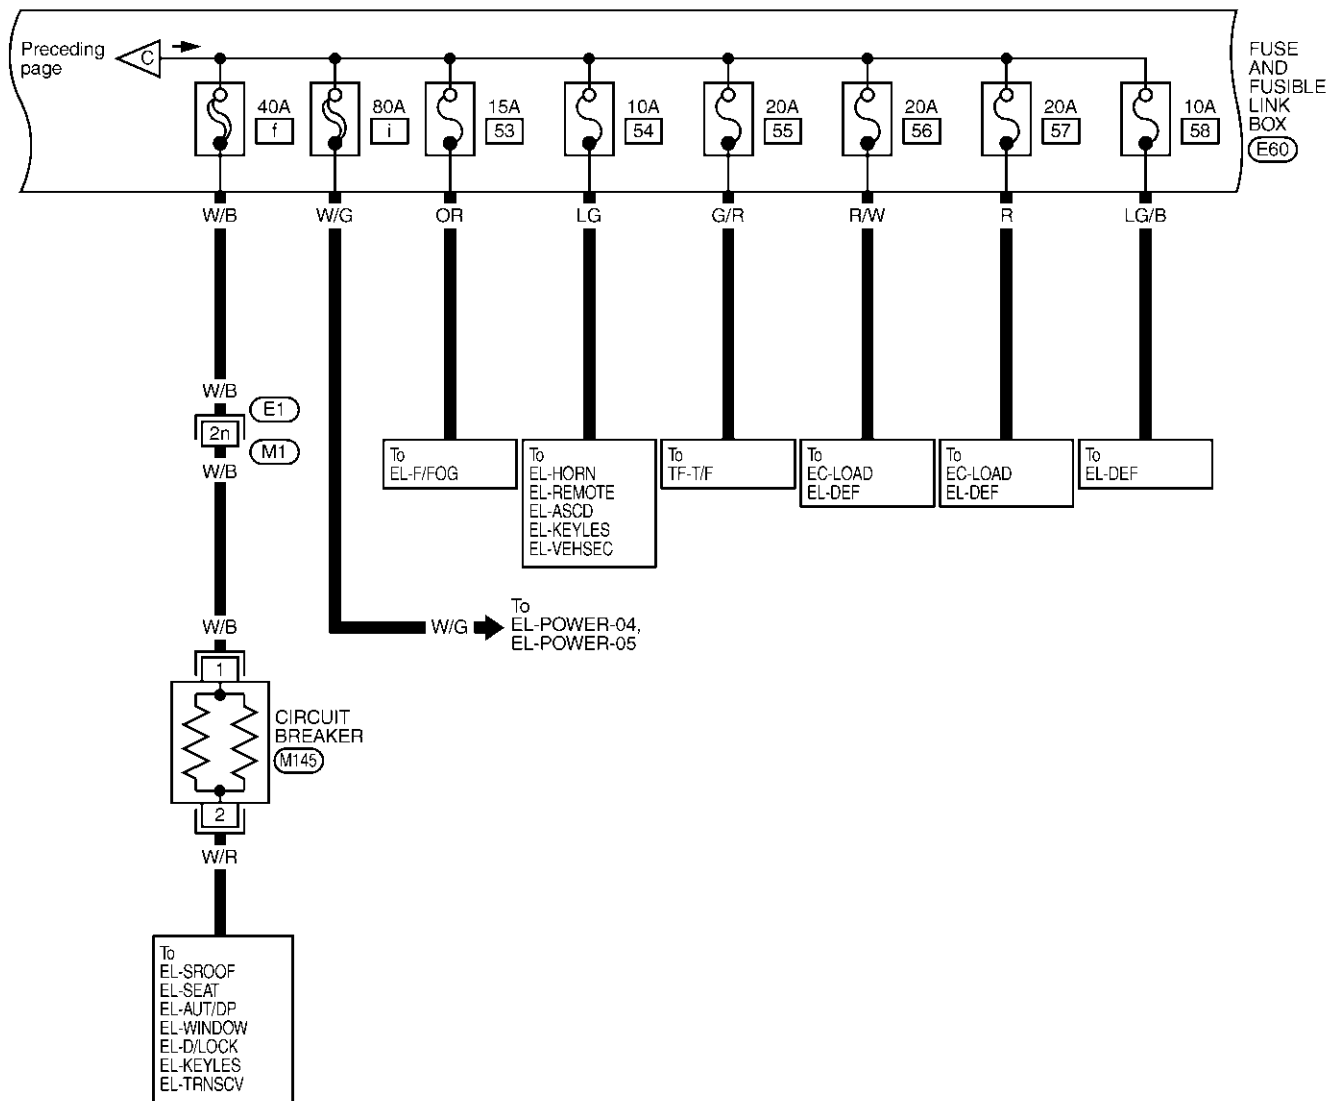 Preceding
page
C
40A
f
80A
i
15A
53
10A
54
20A
55
20A
56
20A
57
10A
58
FUSE
AND
FUSIBLE
LINK
BOX
E60
W/B
W/G
OR
LG
G/R
R/W
R
LG/B
W/B
2n
E1
M1
W/B
To
EL-F/FOG
To
EL-HORN
EL-REMOTE
EL-ASCD
EL-KEYLES
EL-VEHSEC
To
TF-T/F
To
EC-LOAD
EL-DEF
To
EC-LOAD
EL-DEF
To
EL-DEF
W/G
To
EL-POWER-04,
EL-POWER-05
W/B
1
CIRCUIT
BREAKER
M145
2
W/R
To
EL-SROOF
EL-SEAT
EL-AUT/DP
EL-WINDOW
EL-D/LOCK
EL-KEYLES
EL-TRNSCV